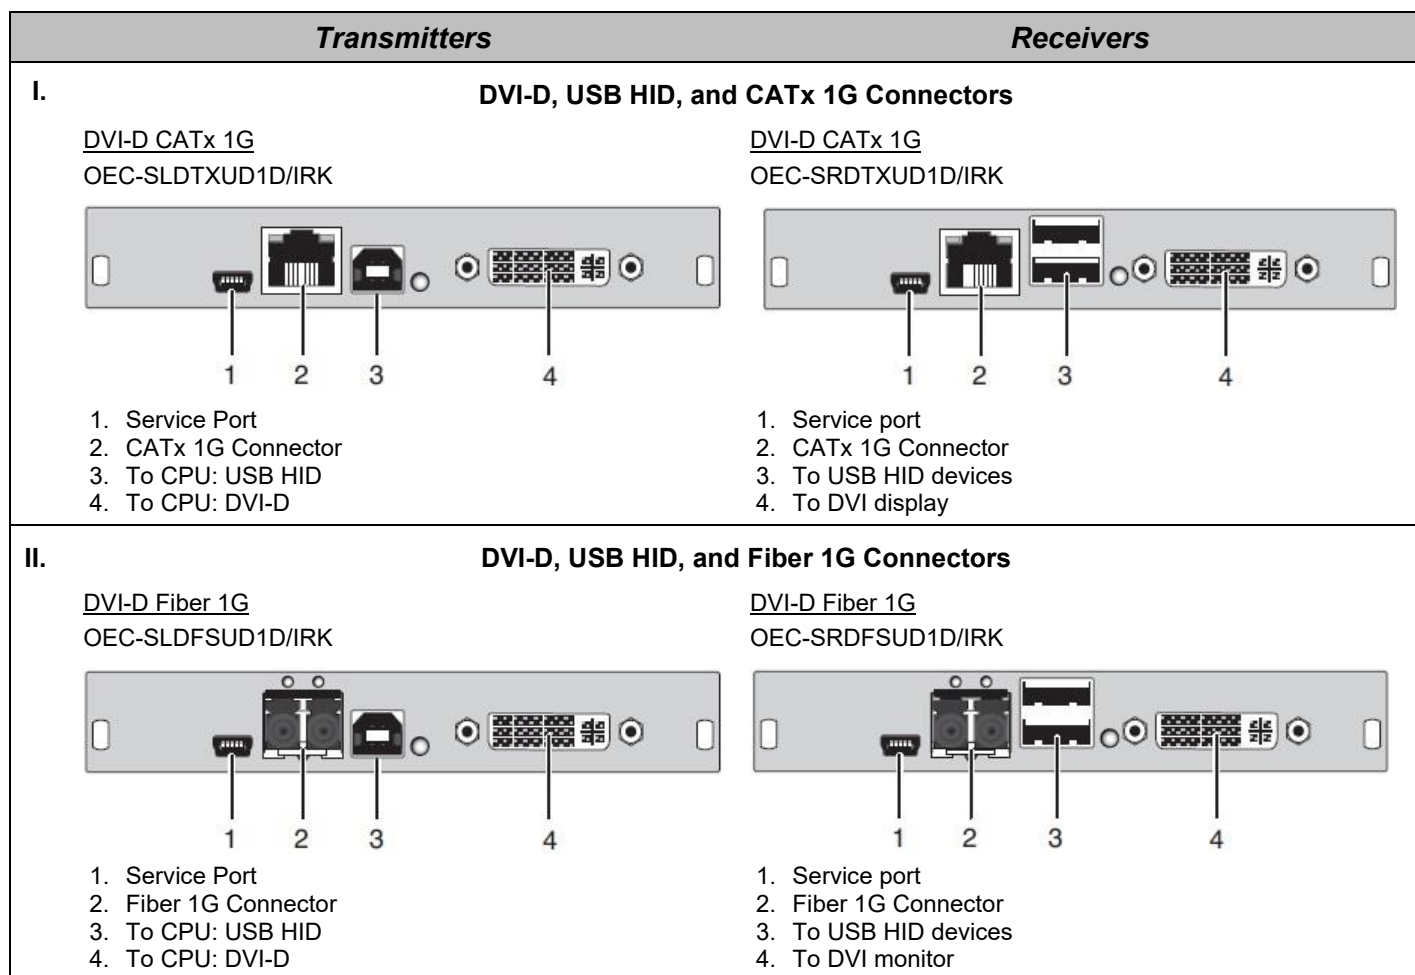 Transmitters
Receivers
I.
DVI-D, USB HID, and CATx 1G Connectors
DVI-D CATx 1G
OEC-SLDTXUD1D/IRK
1 2 3 4
1. Service Port
2. CATx 1G Connector
3. To CPU: USB HID
4. To CPU: DVI-D
DVI-D CATx 1G
OEC-SRDTXUD1D/IRK
1 2 3 4
1. Service port
2. CATx 1G Connector
3. To USB HID devices
4. To DVI display
II.
DVI-D, USB HID, and Fiber 1G Connectors
DVI-D Fiber 1G
OEC-SLDFSUD1D/IRK
1 2 3 4
1. Service Port
2. Fiber 1G Connector
3. To CPU: USB HID
4. To CPU: DVI-D
DVI-D Fiber 1G
OEC-SRDFSUD1D/IRK
1 2 3 4
1. Service port
2. Fiber 1G Connector
3. To USB HID devices
4. To DVI monitor